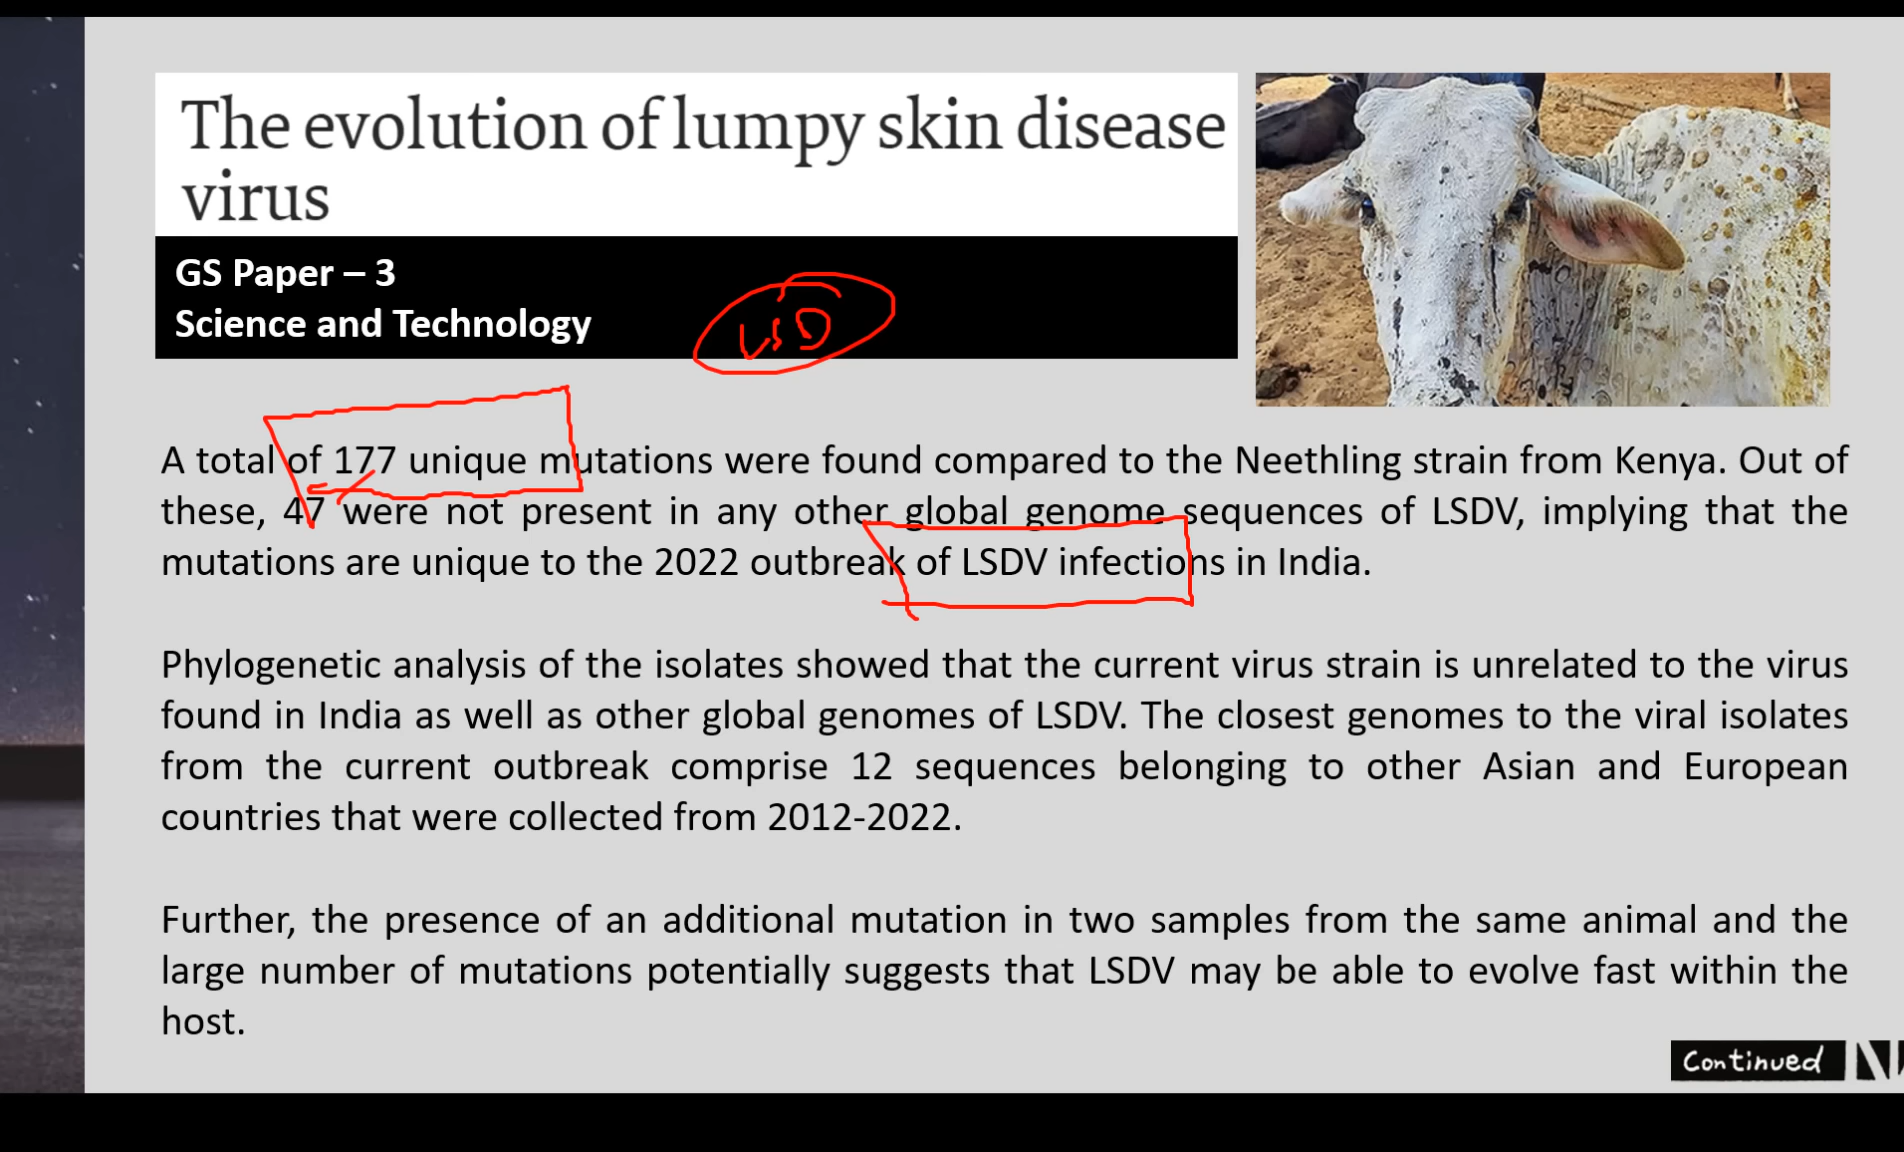 The evolution of lumpy skin disease
virus
GS Paper – 3
Science and Technology
LSD
A total of 177 unique mutations were found compared to the Neethling strain from Kenya. Out of
these, 47 were not present in any other global genome sequences of LSDV, implying that the
mutations are unique to the 2022 outbreak of LSDV infections in India.
Phylogenetic analysis of the isolates showed that the current virus strain is unrelated to the virus
found in India as well as other global genomes of LSDV. The closest genomes to the viral isolates
from the current outbreak comprise 12 sequences belonging to other Asian and European
countries that were collected from 2012-2022.
Further, the presence of an additional mutation in two samples from the same animal and the
large number of mutations potentially suggests that LSDV may be able to evolve fast within the
host.
Continued